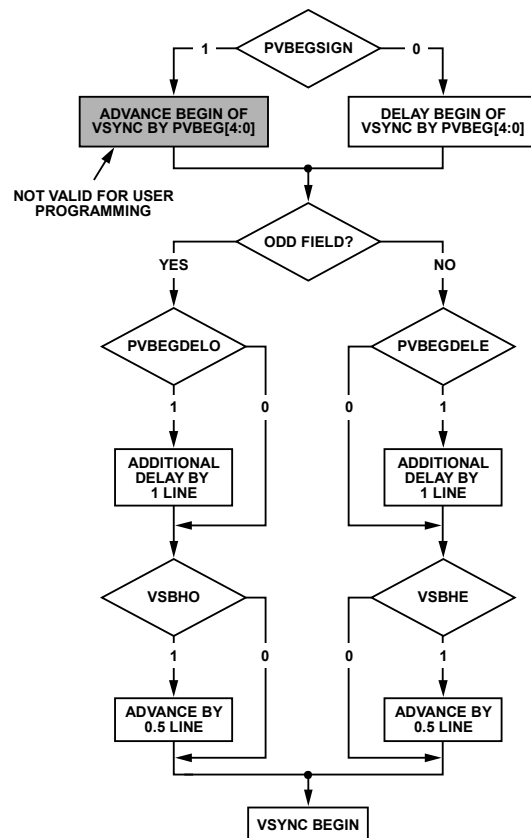 PVBEGSIGN
1
0
ADVANCE BEGIN OF
VSYNC BY PVBEG[4:0]
DELAY BEGIN OF
VSYNC BY PVBEG[4:0]
NOT VALID FOR USER
PROGRAMMING
ODD FIELD?
YES
NO
PVBEGDELO
PVBEGDELE
1
0
0
1
ADDITIONAL
DELAY BY
1 LINE
ADDITIONAL
DELAY BY
1 LINE
VSBHO
VSBHE
1
0
0
1
ADVANCE BY
0.5 LINE
ADVANCE BY
0.5 LINE
VSYNC BEGIN